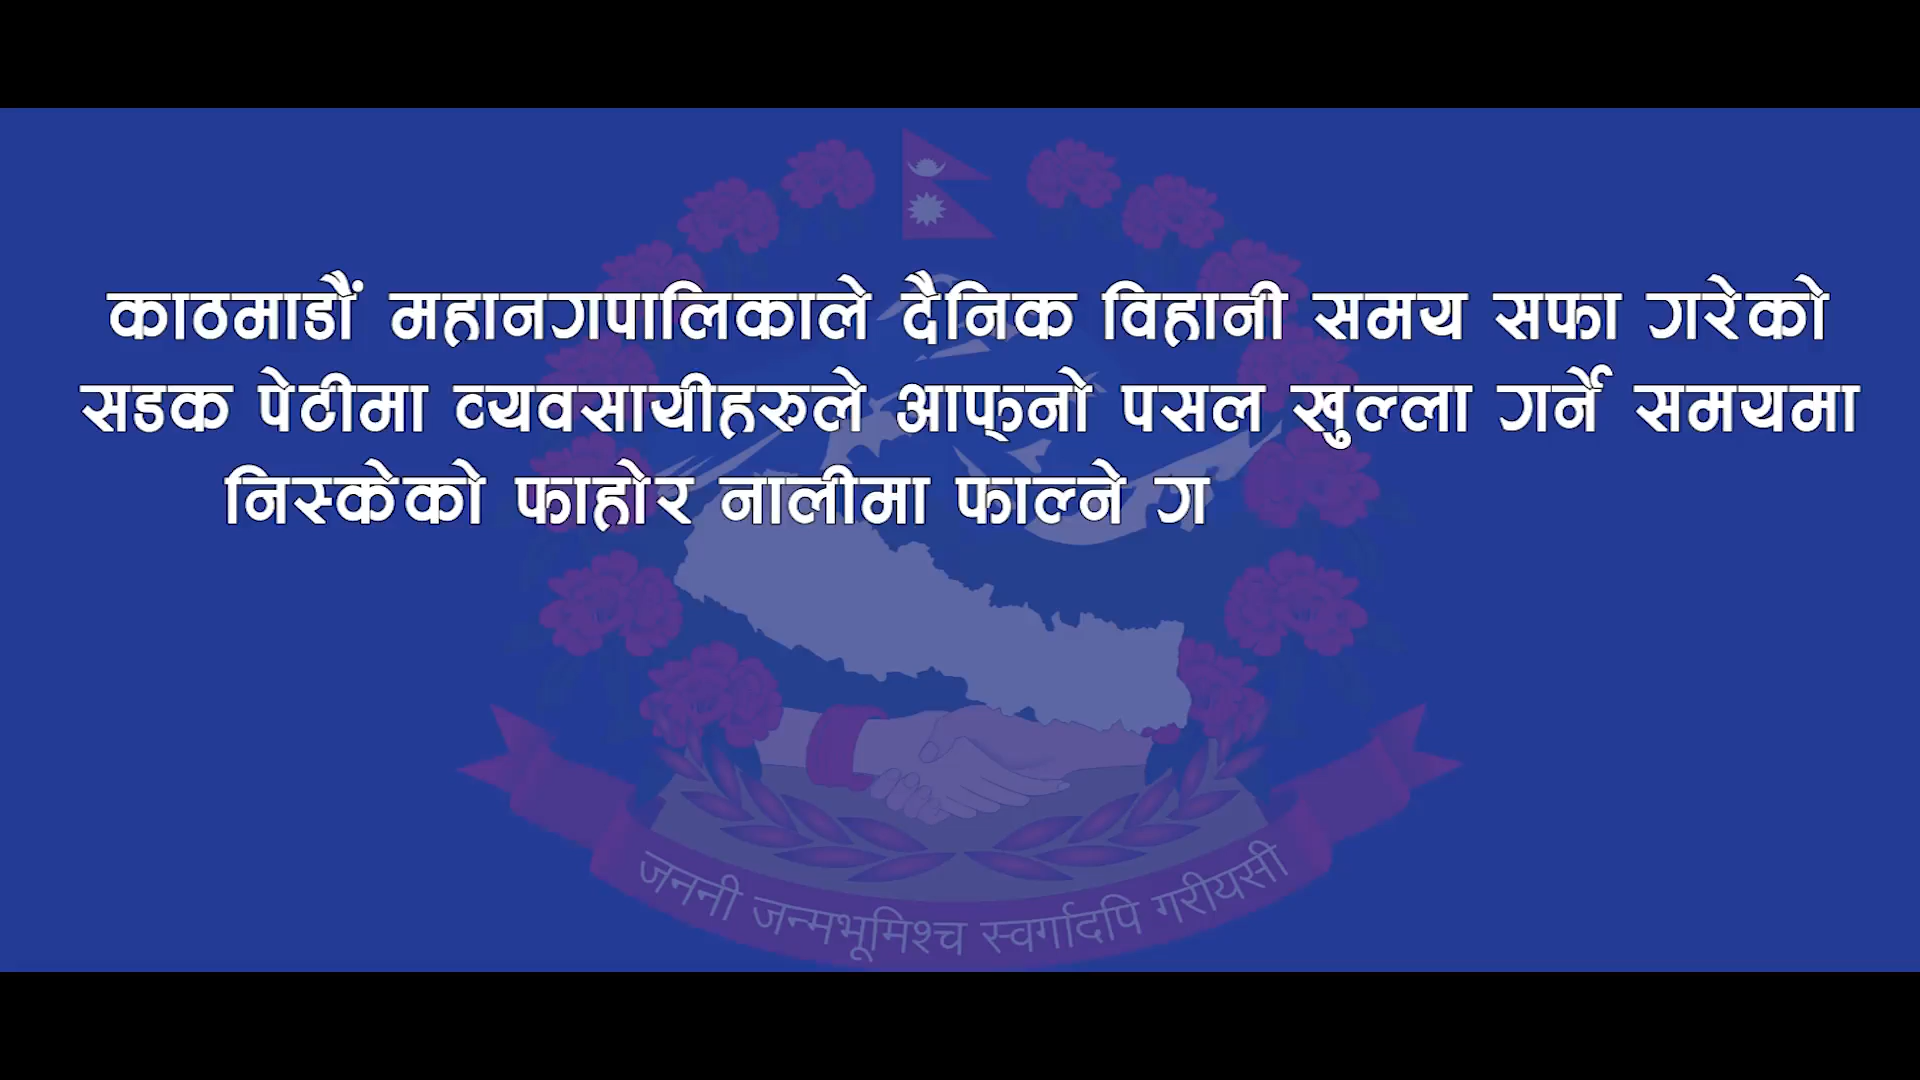 काठमाडौं महानगपालिकाले दैनिक विहानी समय सफा गरेको
सडक पेटीमा व्यवसायीहरुले आफ्‌नो पसल खुल्ला गर्ने समयमा
निस्केको फाहोर नालीमा फाल्ने ग
जननी जन्मभूमिश्च स्वर्गादपि गरीयसी